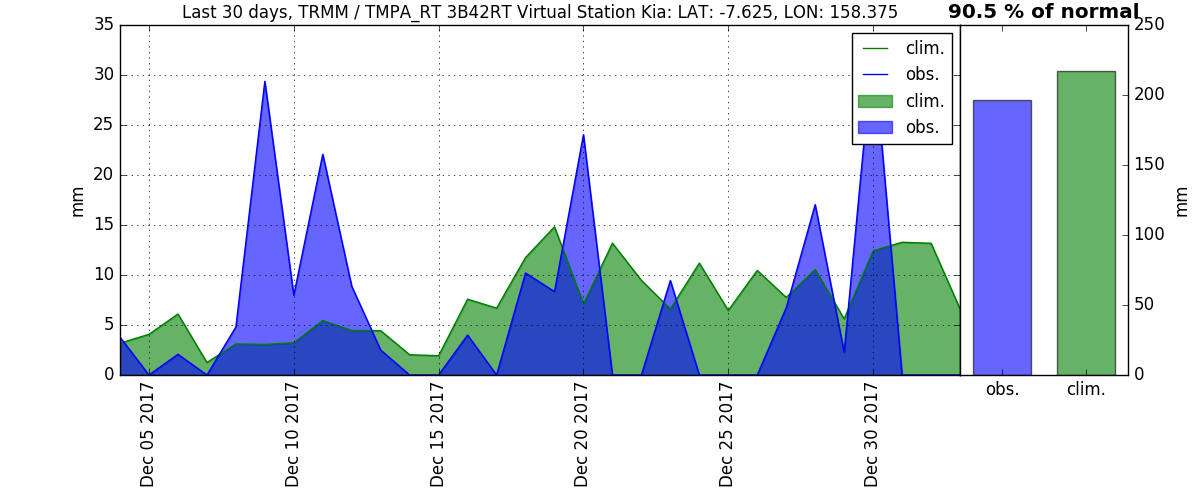 Last 30 days, TRMM / TMPA_RT 3B42RT Virtual Station Kia: LAT: -7.625, LON: 158.375
90.5 % of normal
35
30
25
20
15
10
5
0
mm
clim.
obs.
clim.
obs.
Dec 05 2017
Dec 10 2017
Dec 15 2017
Dec 20 2017
Dec 25 2017
Dec 30 2017
250
200
150
100
50
0
mm
obs.
clim.